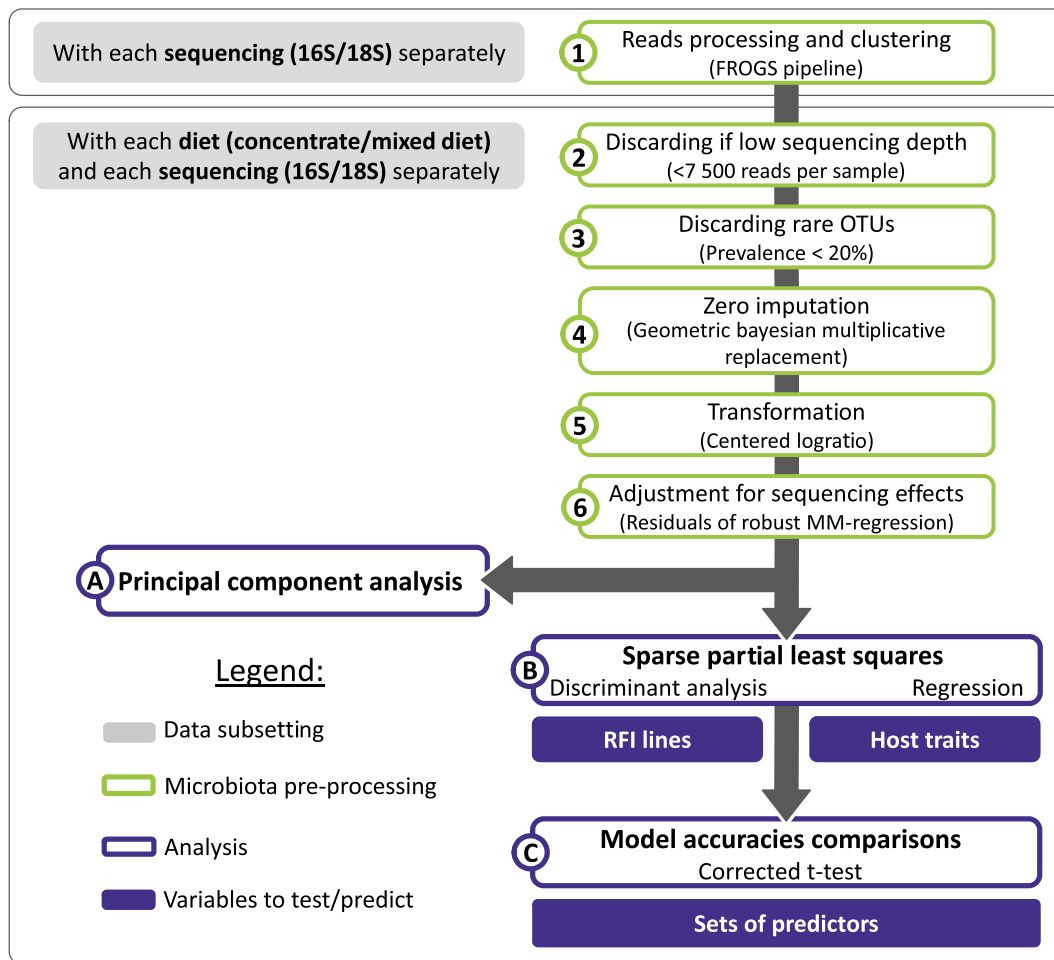 With each sequencing (16S/18S) separately
1
Reads processing and clustering
(FROGS pipeline)
With each diet (concentrate/mixed diet)
and each sequencing (16S/18S) separately
2
Discarding if low sequencing depth
(<7 500 reads per sample)
3
Discarding rare OTUs
(Prevalence < 20%)
4
Zero imputation
(Geometric bayesian multiplicative
replacement)
5
Transformation
(Centered logratio)
6
Adjustment for sequencing effects
(Residuals of robust MM-regression)
A
Principal component analysis
B
Sparse partial least squares
Discriminant analysis
Regression
RFI lines
Host traits
C
Model accuracies comparisons
Corrected t-test
Sets of predictors
Legend:
Data subsetting
Microbiota pre-processing
Analysis
Variables to test/predict